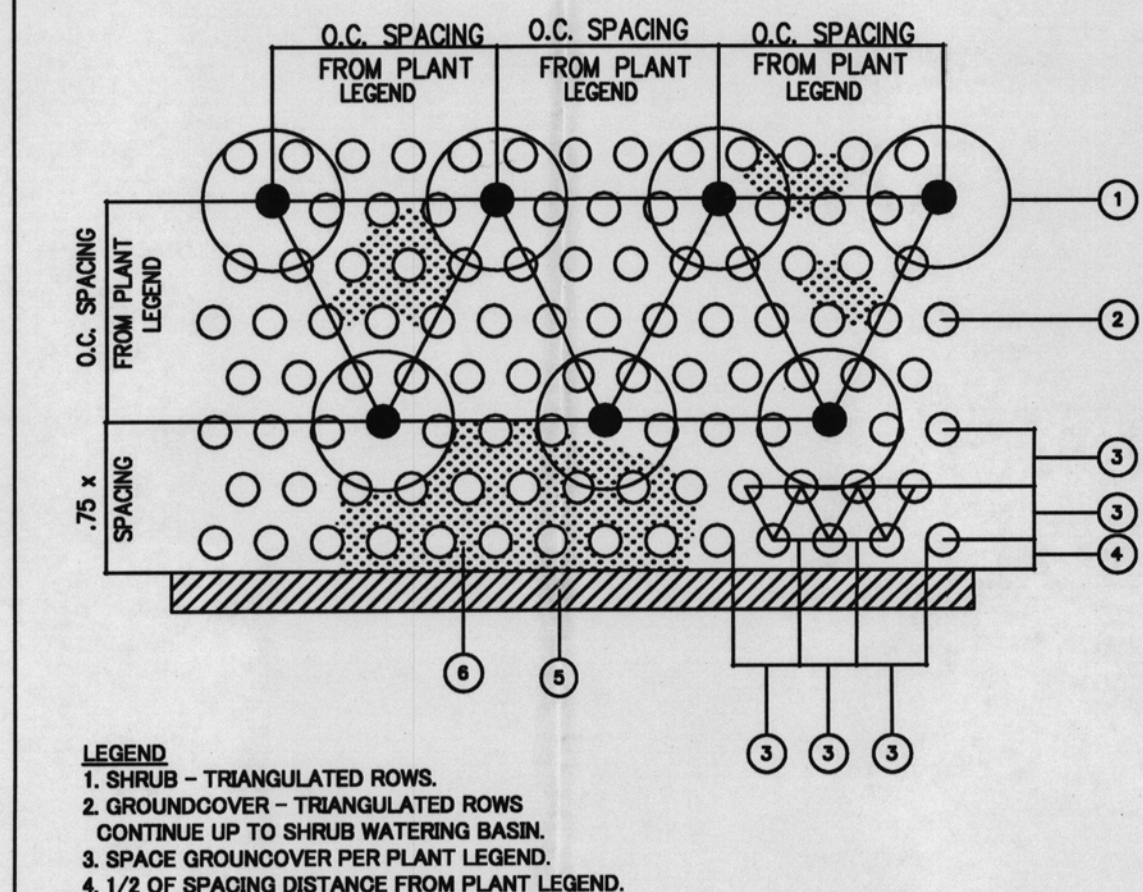 O.C. SPACING
FROM PLANT
LEGEND
O.C. SPACING
FROM PLANT
LEGEND
O.C. SPACING
FROM PLANT
LEGEND
O.C. SPACING
FROM PLANT
LEGEND
.75 x
SPACING
1
2
3
3
4
6
5
3
3
3
LEGEND
1. SHRUB - TRIANGULATED ROWS.
2. GROUNDCOVER - TRIANGULATED ROWS
CONTINUE UP TO SHRUB WATERING BASIN.
3. SPACE GROUNCOVER PER PLANT LEGEND.
4. 1/2 OF SPACING DISTANCE FROM PLANT LEGEND.